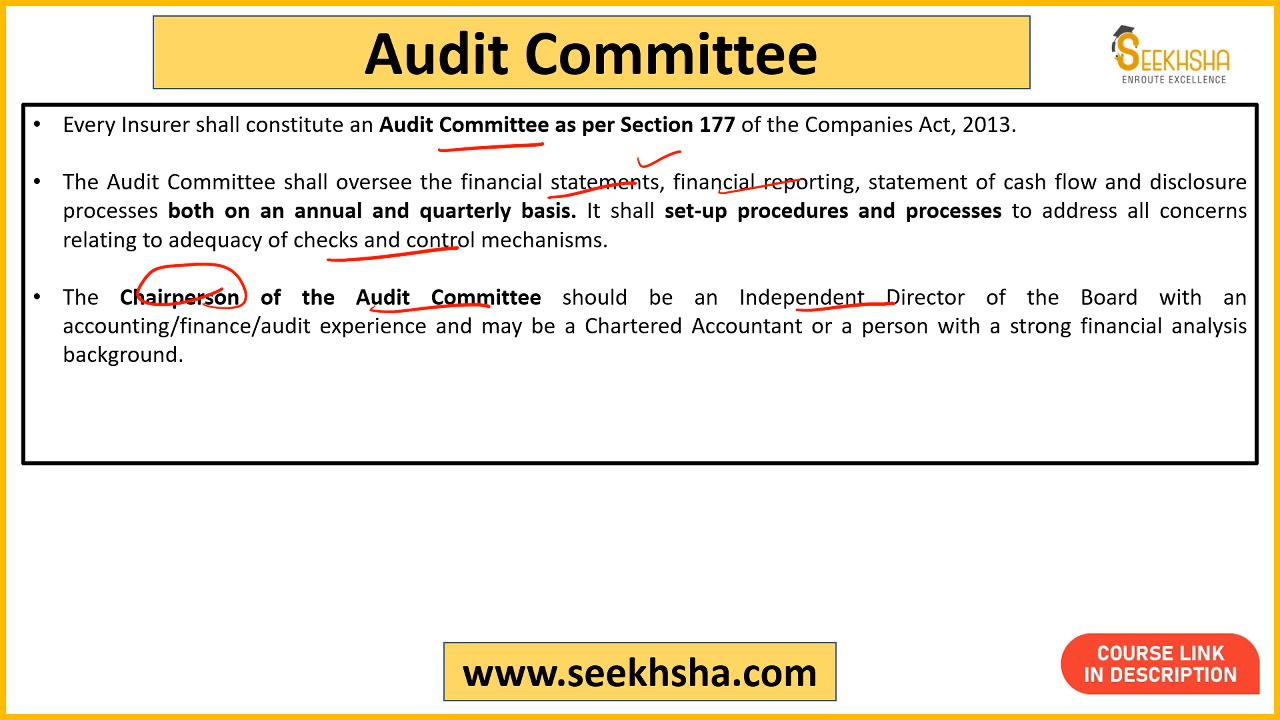 Audit Committee
SEEKHSHA
ENROUTE EXCELLENCE
• Every Insurer shall constitute an Audit Committee as per Section 177 of the Companies Act, 2013.
• The Audit Committee shall oversee the financial statements, financial reporting, statement of cash flow and disclosure
processes both on an annual and quarterly basis. It shall set-up procedures and processes to address all concerns
relating to adequacy of checks and control mechanisms.
• The Chairperson of the Audit Committee should be an Independent Director of the Board with an
accounting/finance/audit experience and may be a Chartered Accountant or a person with a strong financial analysis
background.
www.seekhsha.com
COURSE LINK
IN DESCRIPTION